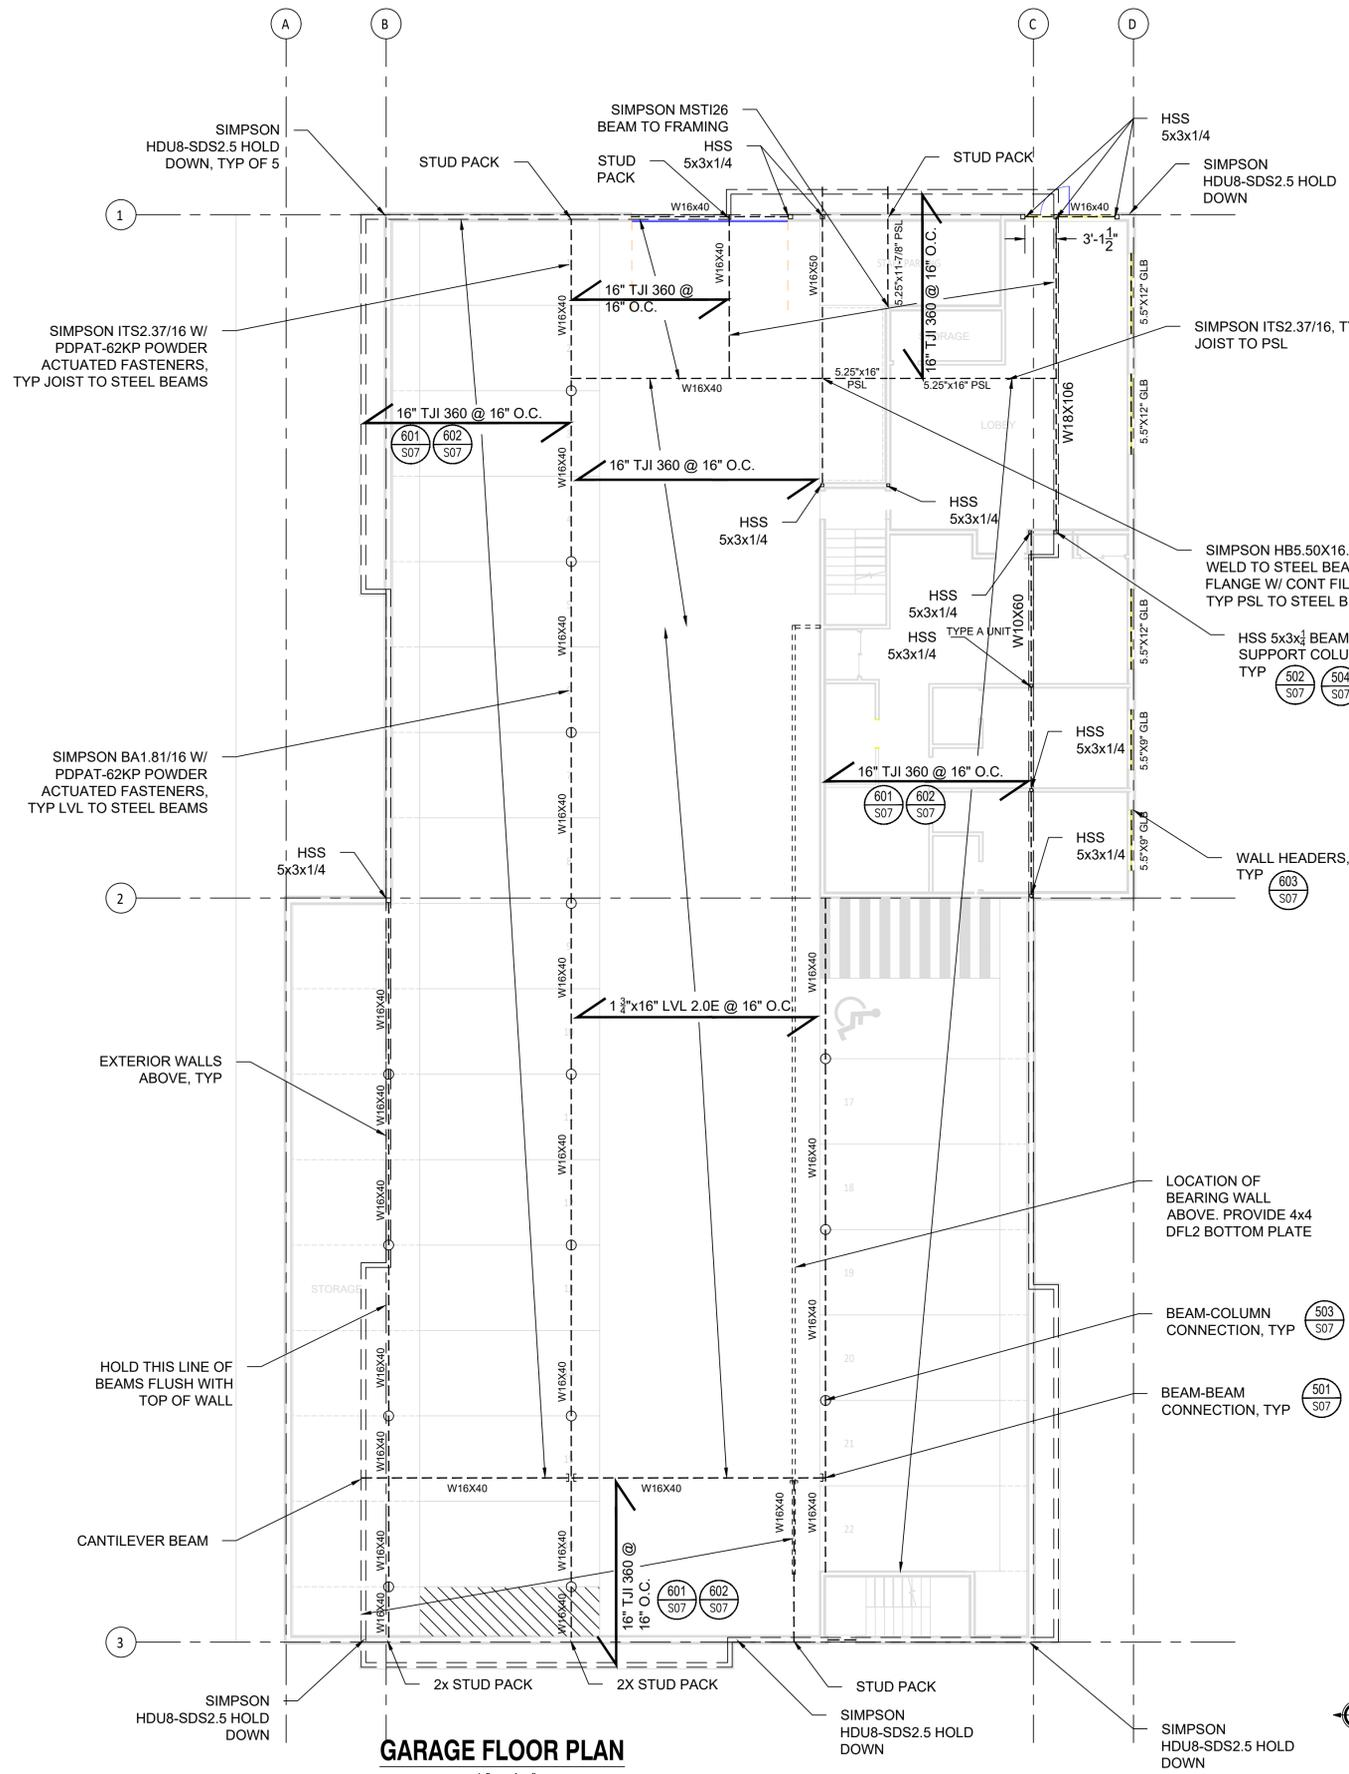 A
B
C
D
SIMPSON
HDU8-SDS2.5 HOLD
DOWN, TYP OF 5
STUD PACK
SIMPSON MSTI26
BEAM TO FRAMING
HSS
5x3x1/4
STUD
PACK
STUD PACK
HSS
5x3x1/4
SIMPSON
HDU8-SDS2.5 HOLD
DOWN
1
W16x40
W16x40
3'-1 1/2"
W16X40
W16X50
5.25"x11-7/8" PSL
16" TJI 360 @ 16" O.C.
16" TJI 360 @
16" O.C.
W16X40
5.5"X12" GLB
SIMPSON ITS2.37/16 W/
PDPAT-62KP POWDER
ACTUATED FASTENERS,
TYP JOIST TO STEEL BEAMS
STORAGE
SIMPSON ITS2.37/16,
JOIST TO PSL
W16X40
5.25"x16"
PSL
5.25"x16" PSL
W18X106
5.5"X12" GLB
LOBBY
16" TJI 360 @ 16" O.C.
601
S07
602
S07
W16X40
16" TJI 360 @ 16" O.C.
HSS
5x3x1/4
HSS
5x3x1/4
SIMPSON HB5.50X16.
WELD TO STEEL
FLANGE W/ CONT
TYP PSL TO STEEL
HSS
5x3x1/4
W10X60
5.5"X12" GLB
W16X40
HSS
5x3x1/4
TYPE A UNIT
HSS 5x3x1/4 BEAM
SUPPORT
TYP
502
S07
504
S07
SIMPSON BA1.81/16 W/
PDPAT-62KP POWDER
ACTUATED FASTENERS,
TYP LVL TO STEEL BEAMS
HSS
5x3x1/4
5.5"X9" GLB
16" TJI 360 @ 16" O.C.
601
S07
602
S07
W16X40
HSS
5x3x1/4
HSS
5x3x1/4
5.5"X9" GLB
WALL HEADERS,
TYP
603
S07
2
W16X40
W16X40
W16X40
1 3/4"x16" LVL 2.0E @ 16" O.C.
EXTERIOR WALLS
ABOVE, TYP
W16X40
17
W16X40
W16X40
W16X40
18
LOCATION OF
BEARING WALL
ABOVE. PROVIDE 4x4
DFL2 BOTTOM PLATE
19
STORAGE
W16X40
W16X40
W16X40
20
BEAM-COLUMN
CONNECTION, TYP
503
S07
HOLD THIS LINE OF
BEAMS FLUSH WITH
TOP OF WALL
BEAM-BEAM
CONNECTION, TYP
501
S07
W16X40
W16X40
21
W16X40
W16X40
CANTILEVER BEAM
W16X40
W16X40
22
W16X40
W16X40
16" TJI 360 @
16" O.C.
601
S07
602
S07
W16X40
W16X40
3
2x STUD PACK
2X STUD PACK
STUD PACK
SIMPSON
HDU8-SDS2.5 HOLD
DOWN
SIMPSON
HDU8-SDS2.5 HOLD
DOWN
SIMPSON
HDU8-SDS2.5 HOLD
DOWN
GARAGE FLOOR PLAN